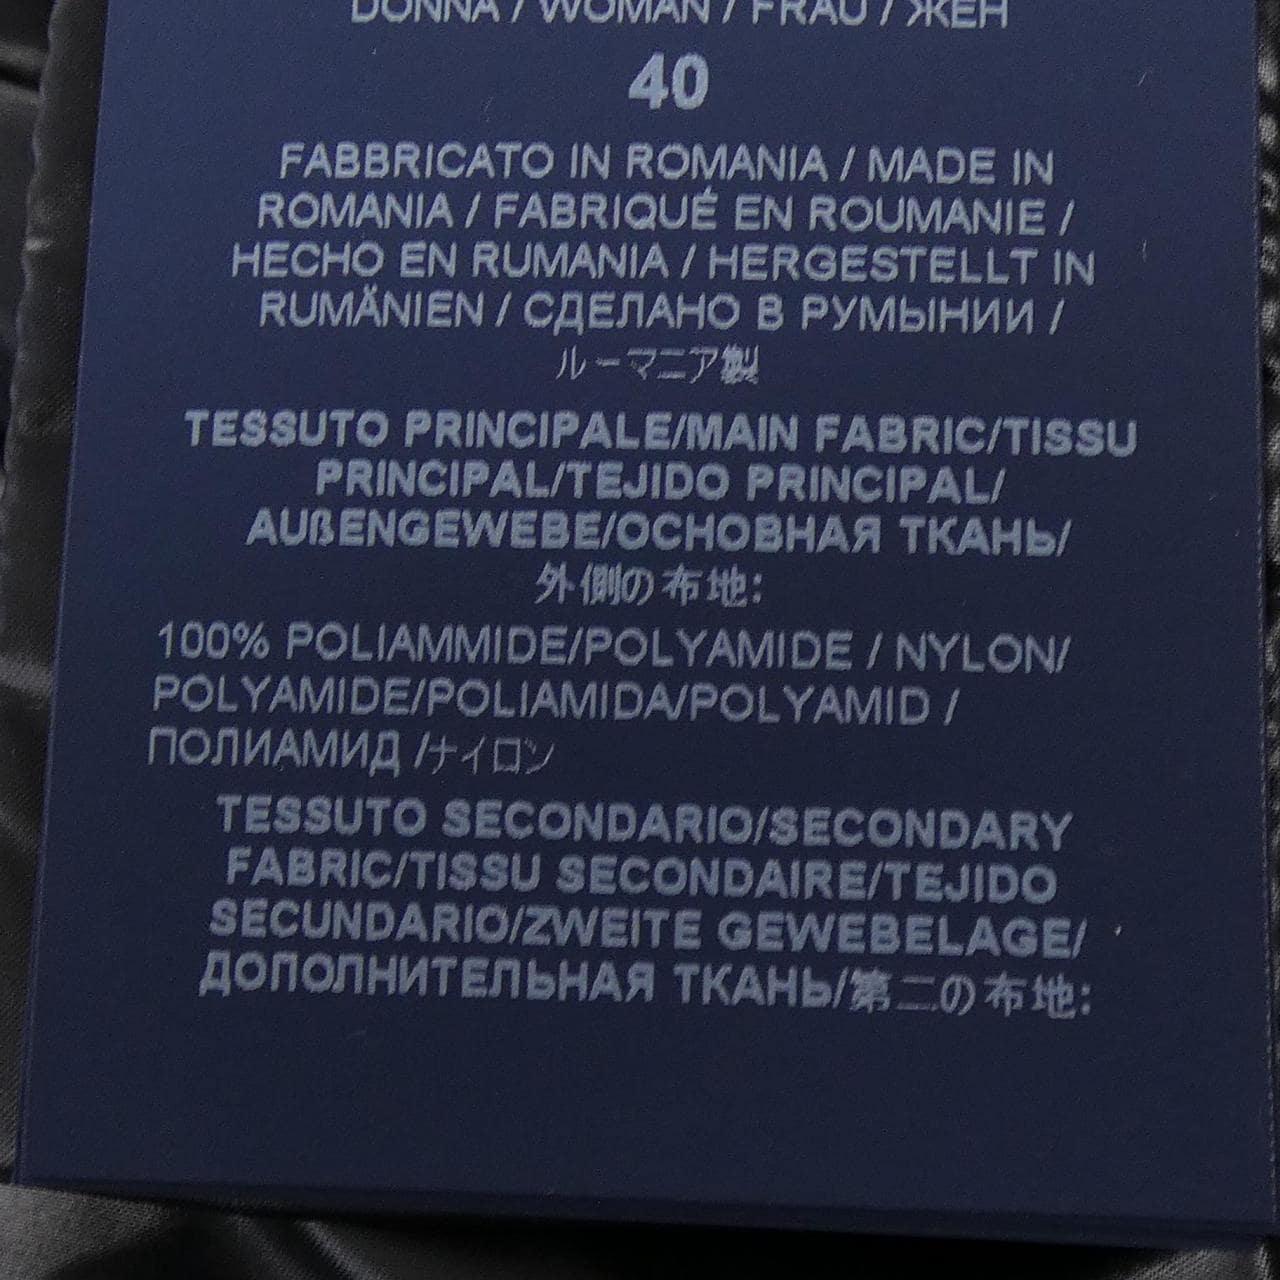 DONNA / WOMAN / FRAU / ЖЕН
40
FABBRICATO IN ROMANIA / MADE IN
ROMANIA / FABRIQUÉ EN ROUMANIE /
HECHO EN RUMANIA / HERGESTELLT IN
RUMÄNIEN / СДЕЛАНО В РУМЫНИИ /
ルーマニア製
TESSUTO PRINCIPALE/MAIN FABRIC/TISSU
PRINCIPAL/TEJIDO PRINCIPAL/
AUßENGEWEBE/ОСНОВНАЯ ТКАНЬ/
外側の布地:
100% POLIAMMIDE/POLYAMIDE / NYLON/
POLYAMIDE/POLIAMIDA/POLYAMID /
ПОЛИАМИД /ナイロン
TESSUTO SECONDARIO/SECONDARY
FABRIC/TISSU SECONDAIRE/TEJIDO
SECUNDARIO/ZWEITE GEWEBELAGE/
ДОПОЛНИТЕЛЬНАЯ ТКАНЬ/第二の布地: